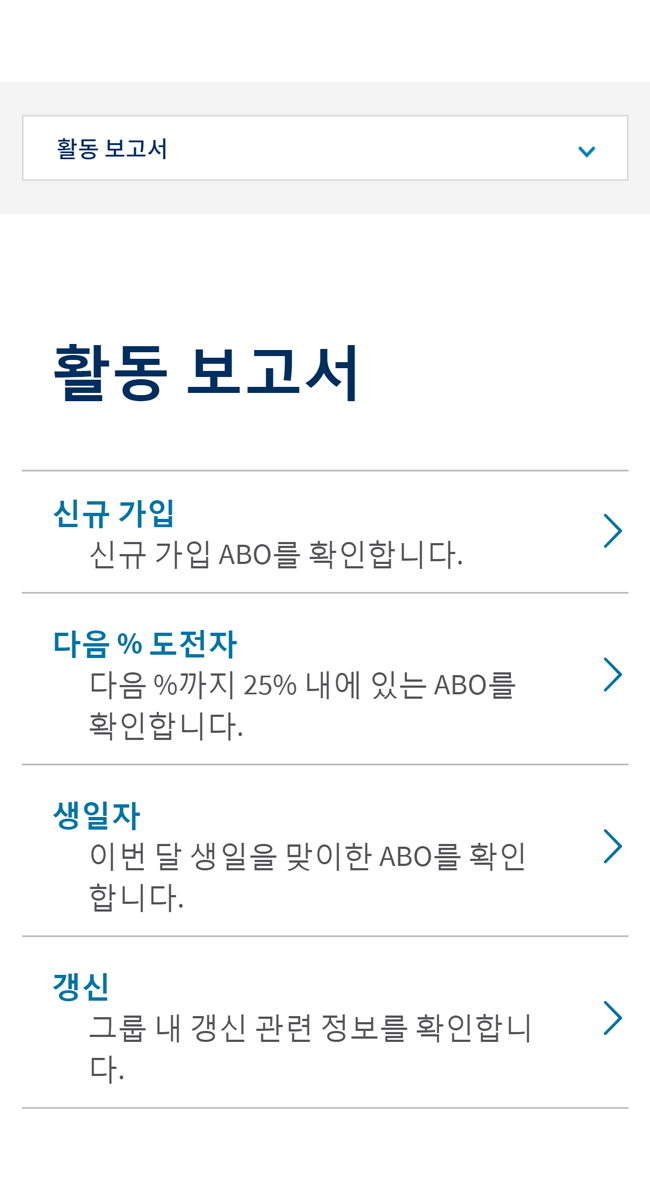 활동 보고서
활동 보고서
신규 가입
신규 가입 ABO를 확인합니다.
다음 % 도전자
다음 %까지 25% 내에 있는 ABO를
확인합니다.
생일자
이번 달 생일을 맞이한 ABO를 확인
합니다.
갱신
그룹 내 갱신 관련 정보를 확인합니
다.